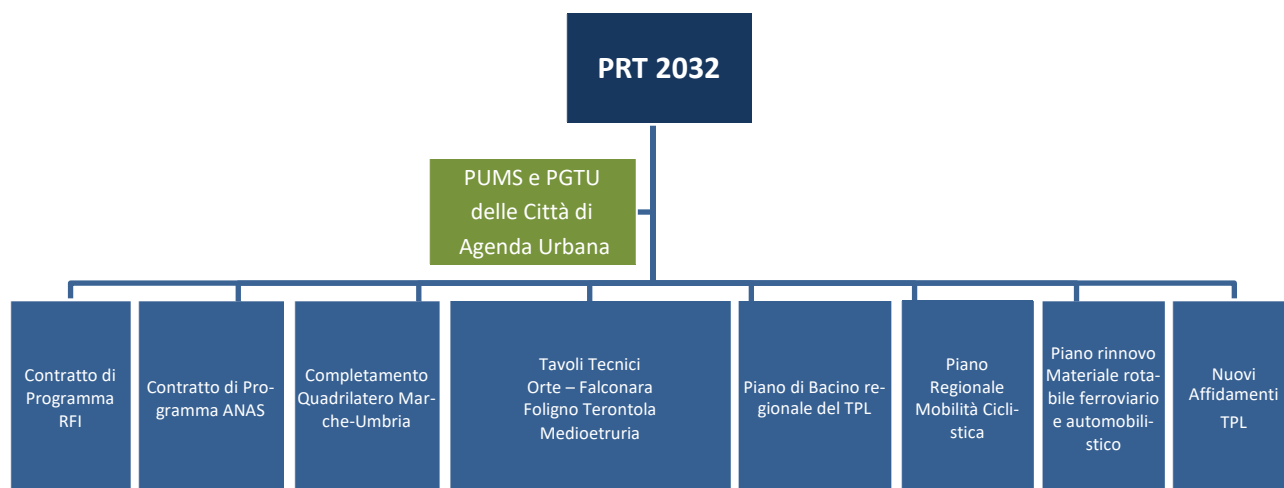 PRT 2032
PUMS e PGTU
delle Città di
Agenda Urbana
Contratto di
Programma
RFI
Contratto di Pro-
gramma ANAS
Completamento
Quadrilatero Mar-
che-Umbria
Tavoli Tecnici
Orte – Falconara
Foligno Terontola
Medioetruria
Piano di Bacino re-
gionale del TPL
Piano
Regionale
Mobilità Cicli-
stica
Piano rinnovo
Materiale rota-
bile ferroviario
e automobili-
stico
Nuovi
Affidamenti
TPL